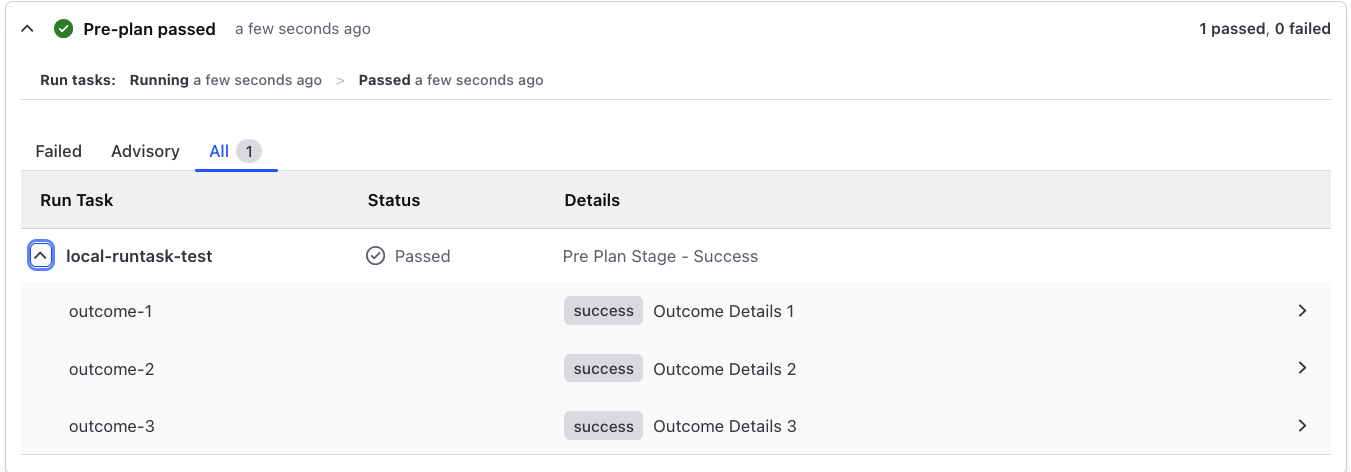 Pre-plan passed a few seconds ago 1 passed, 0 failed
Run tasks: Running a few seconds ago > Passed a few seconds ago
Failed Advisory All 1
Run Task Status Details
local-runtask-test Passed Pre Plan Stage - Success
outcome-1 success Outcome Details 1
outcome-2 success Outcome Details 2
outcome-3 success Outcome Details 3